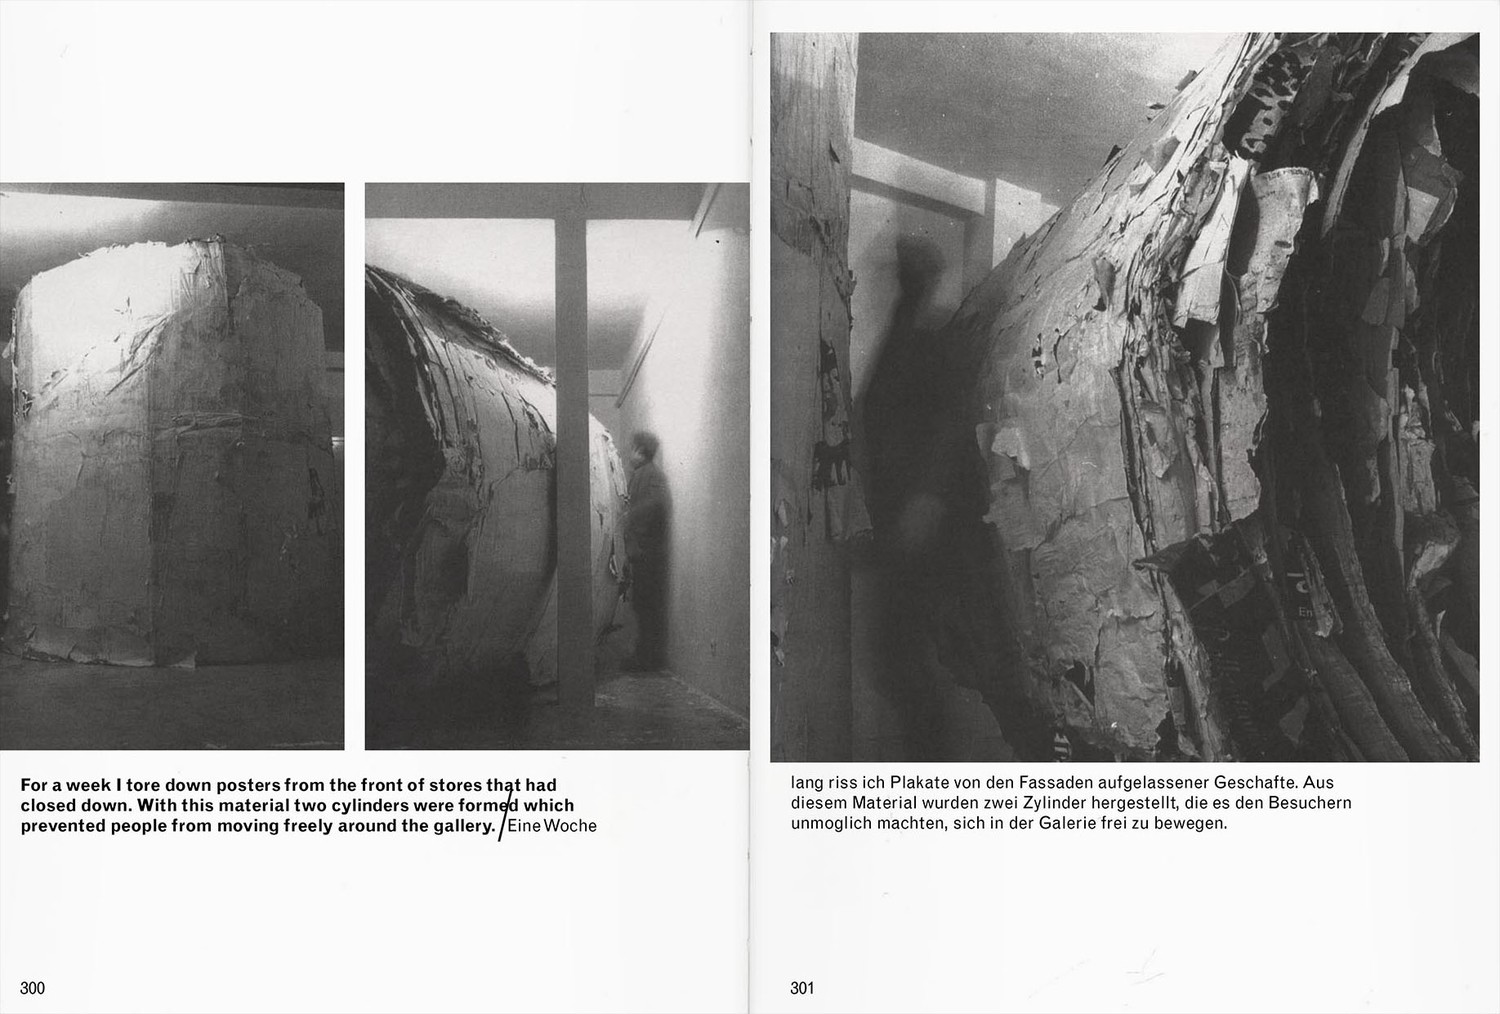 For a week I tore down posters from the front of stores that had
closed down. With this material two cylinders were formed which
prevented people from moving freely around the gallery. / Eine Woche
300
En
lang riss ich Plakate von den Fassaden aufgelassener Geschafte. Aus
diesem Material wurden zwei Zylinder hergestellt, die es den Besuchern
unmoglich machten, sich in der Galerie frei zu bewegen.
301